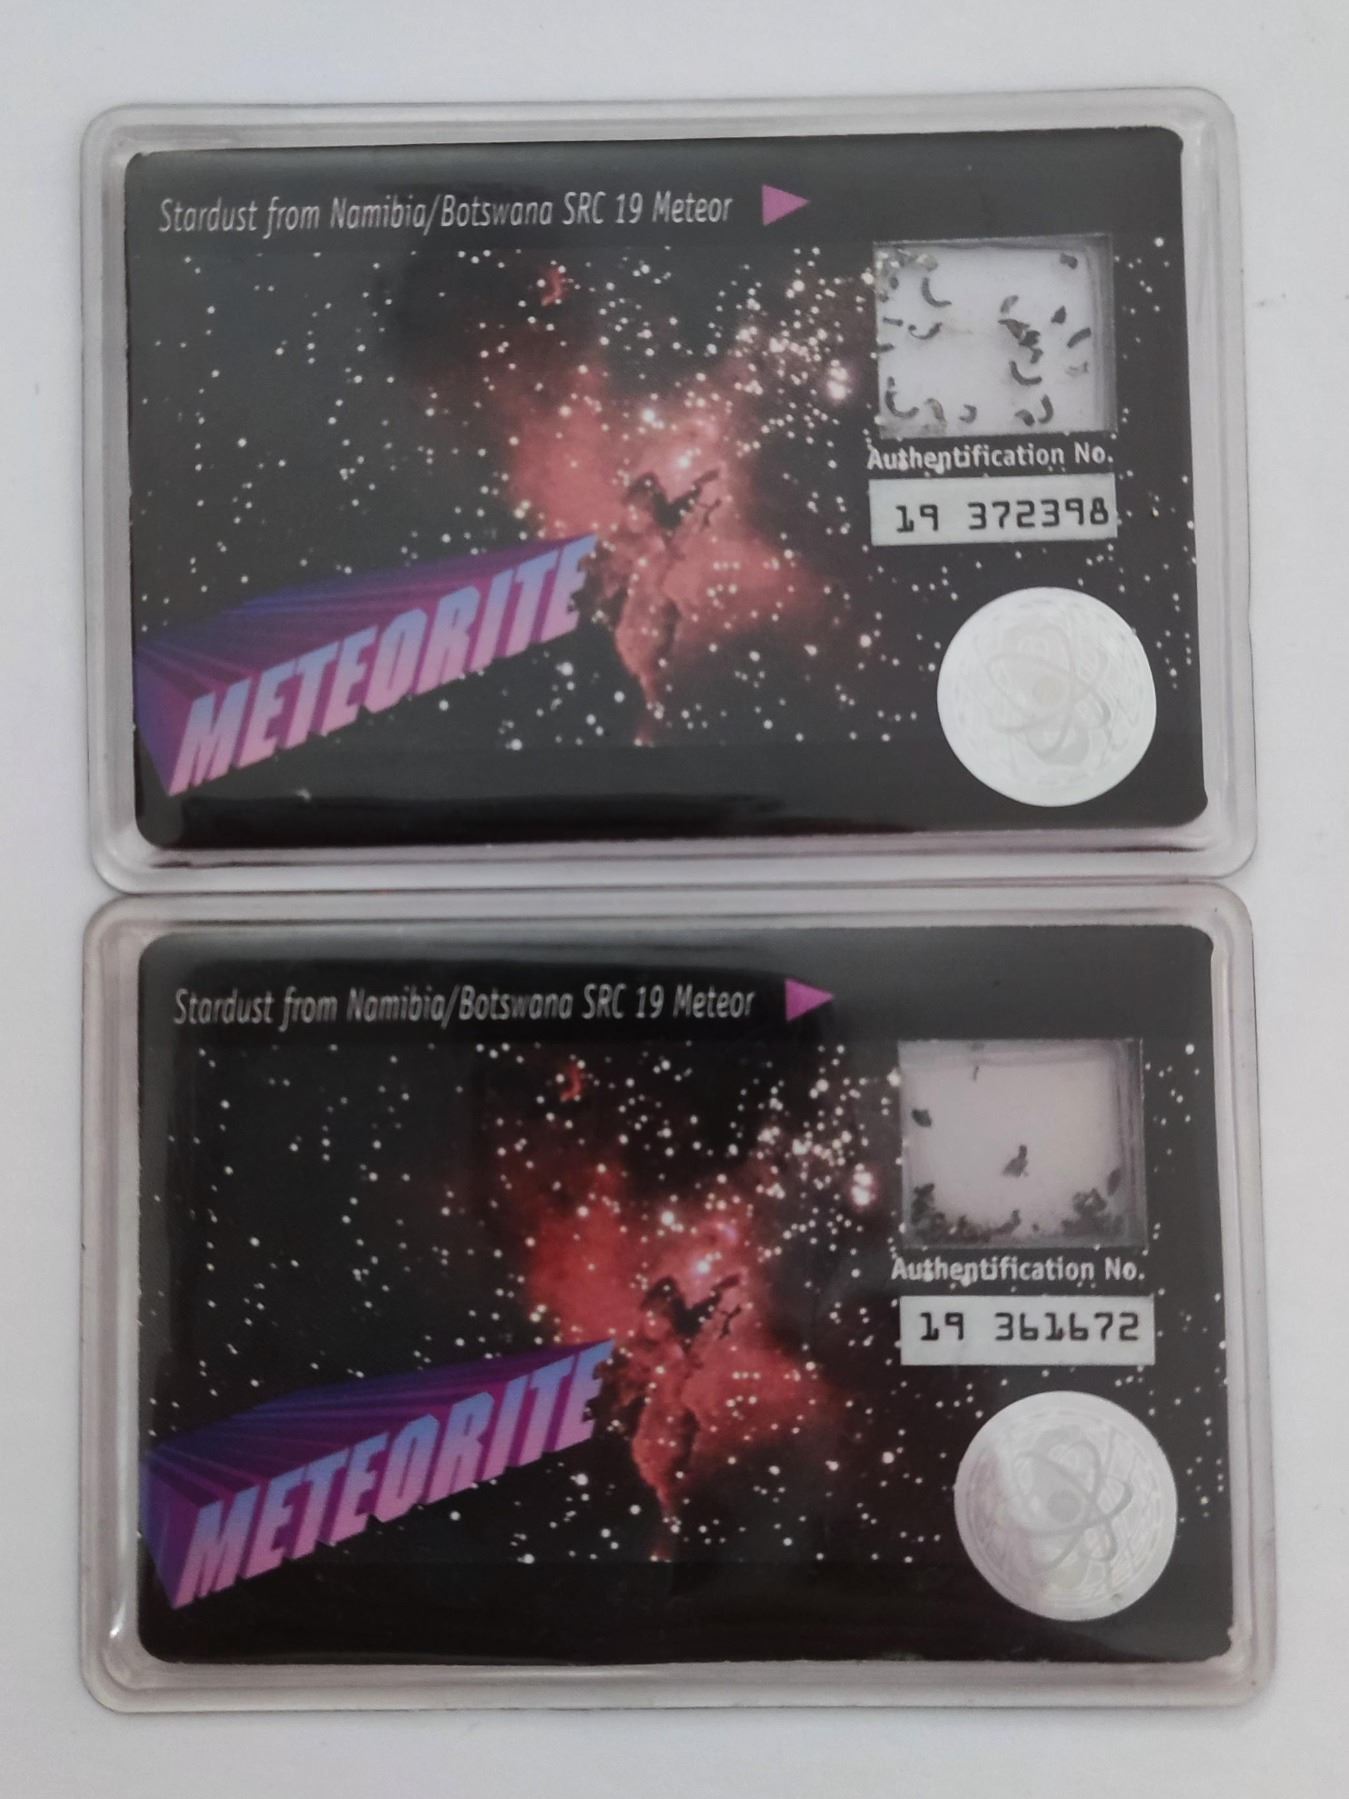 Stardust from Namibia/Botswana SRC 19 Meteor
Authentification No.
19 372398
METEORITE
Stardust from Namibia/Botswana SRC 19 Meteor
Authentification No.
19 361672
METEORITE